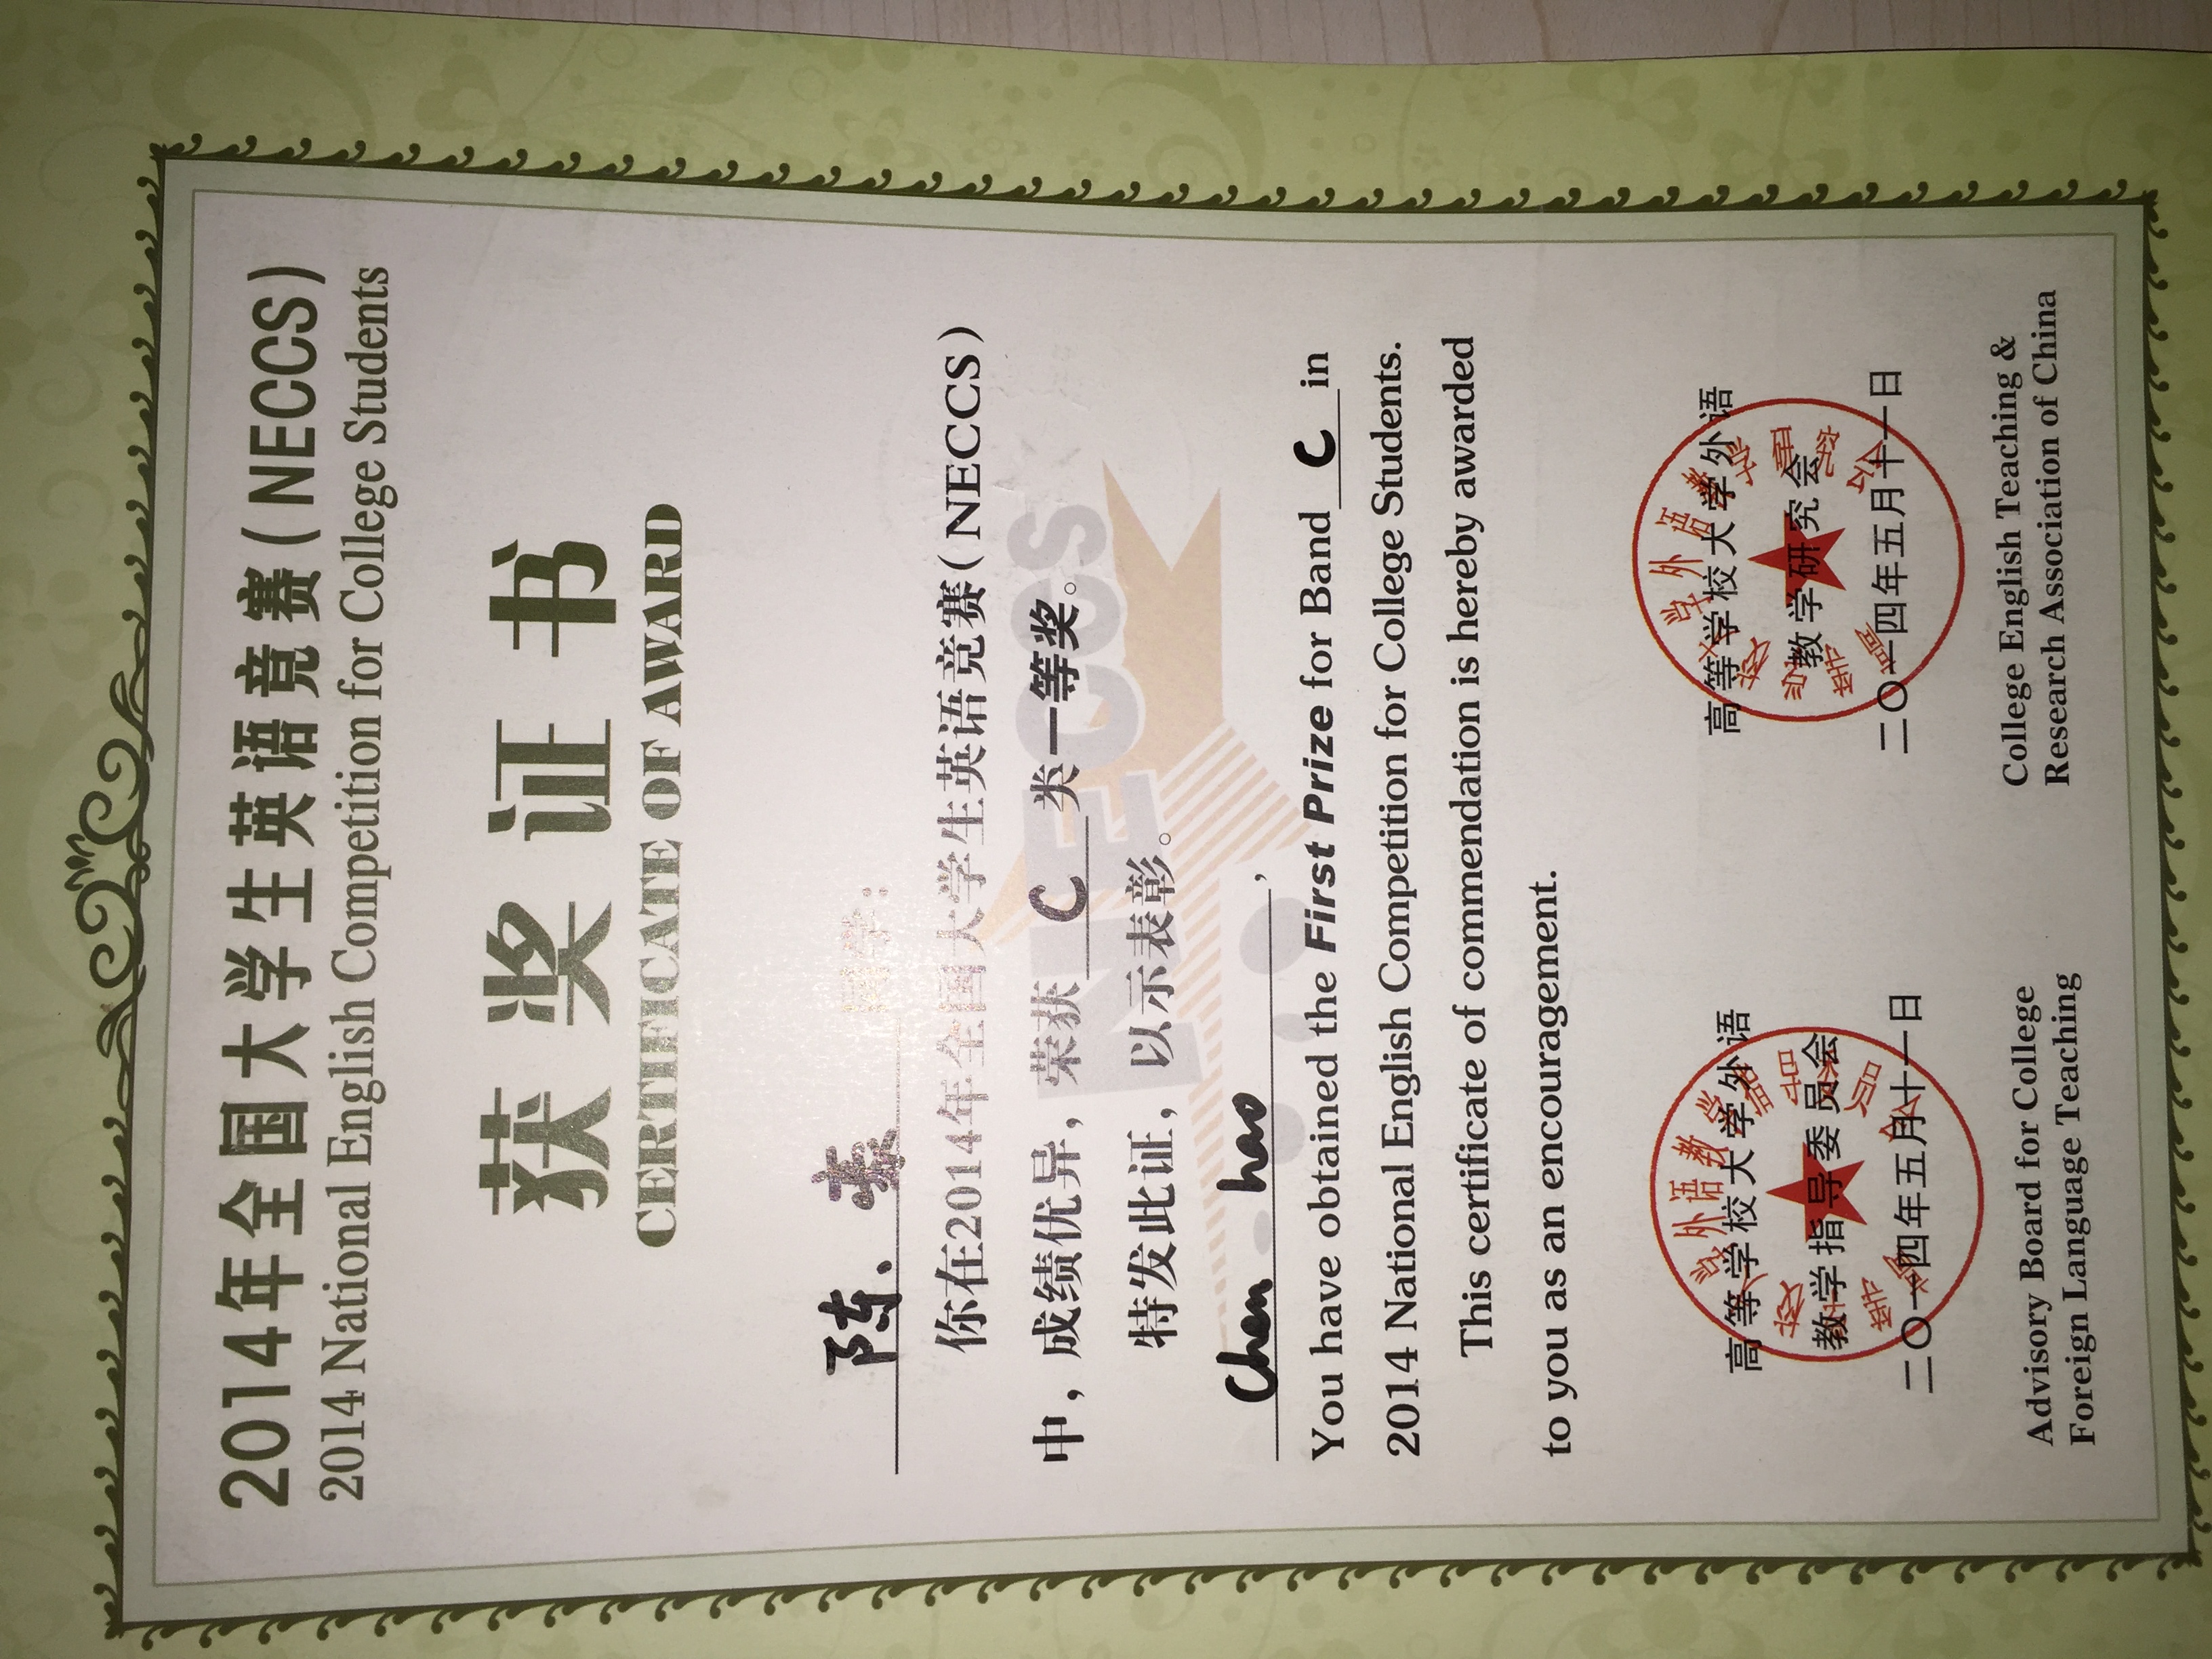 2014年全国大学生英语竞赛(NECCS)
2014 National English Competition for College Students
获奖证书
CERTIFICATE OF AWARD
陈 同学:
你在2014年全国大学生英语竞赛(NECCS)
中,成绩优异,荣获 C 类一等奖。
特发此证,以示表彰。
Chen hao ,
You have obtained the First Prize for Band C in
2014 National English Competition for College Students.
This certificate of commendation is hereby awarded
to you as an encouragement.
高等学校大学外语
教学指导委员会
二〇一四年五月十一日
Advisory Board for College
Foreign Language Teaching
高等学校大学外语
教学研究会
二〇一四年五月十一日
College English Teaching &
Research Association of China
NECCS